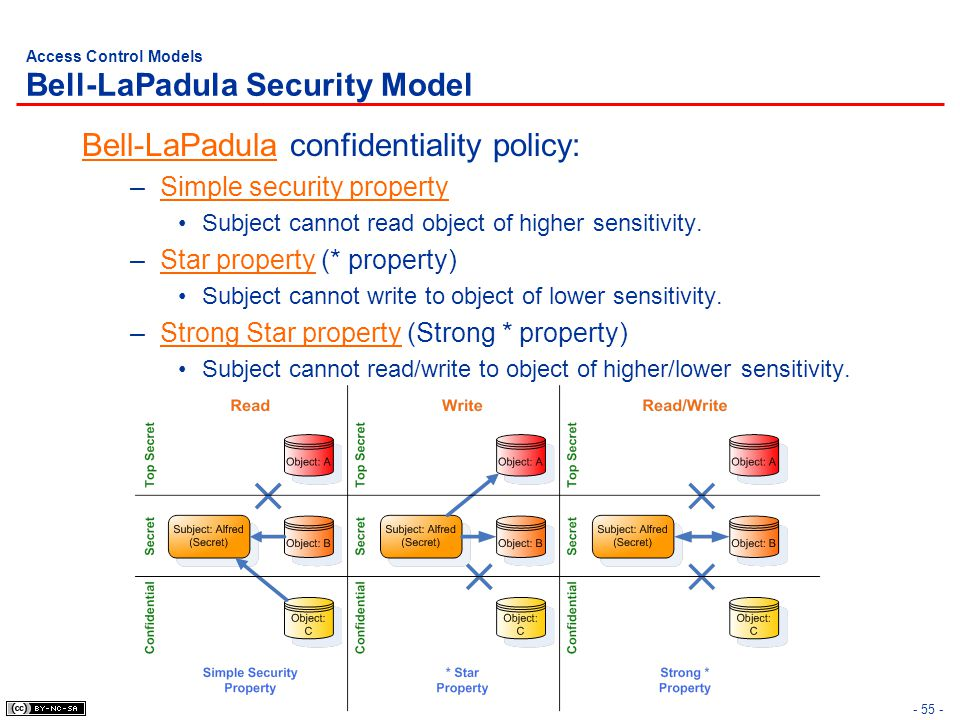 Access Control Models
Bell-LaPadula Security Model
Bell-LaPadula confidentiality policy:
– Simple security property
• Subject cannot read object of higher sensitivity.
– Star property (* property)
• Subject cannot write to object of lower sensitivity.
– Strong Star property (Strong * property)
• Subject cannot read/write to object of higher/lower sensitivity.
Read
Write
Read/Write
Top Secret
Object: A
Top Secret
Object: A
Top Secret
Object: A
Secret
Subject: Alfred
(Secret)
Object: B
Secret
Subject: Alfred
(Secret)
Object: B
Secret
Subject: Alfred
(Secret)
Object: B
Confidential
Object:
C
Confidential
Object:
C
Confidential
Object:
C
Simple Security
Property
* Star
Property
Strong *
Property
cc BY-NC-SA
- 55 -